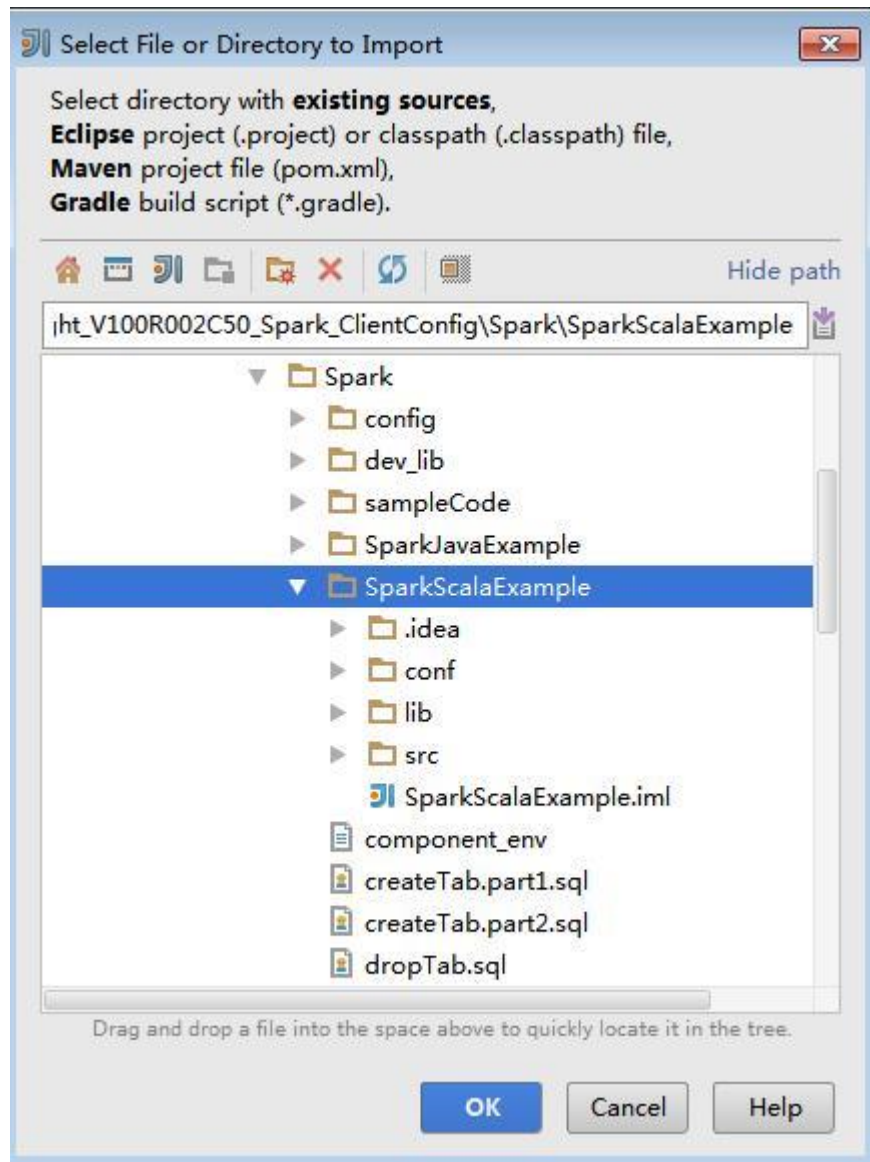 Select File or Directory to Import
Select directory with existing sources,
Eclipse project (.project) or classpath (.classpath) file,
Maven project file (pom.xml),
Gradle build script (*.gradle).
Hide path
ght_V100R002C50_Spark_ClientConfig\Spark\SparkScalaExample
Spark
config
dev_lib
sampleCode
SparkJavaExample
SparkScalaExample
.idea
conf
lib
src
SparkScalaExample.iml
component_env
createTab.part1.sql
createTab.part2.sql
dropTab.sql
Drag and drop a file into the space above to quickly locate it in the tree.
OK Cancel Help